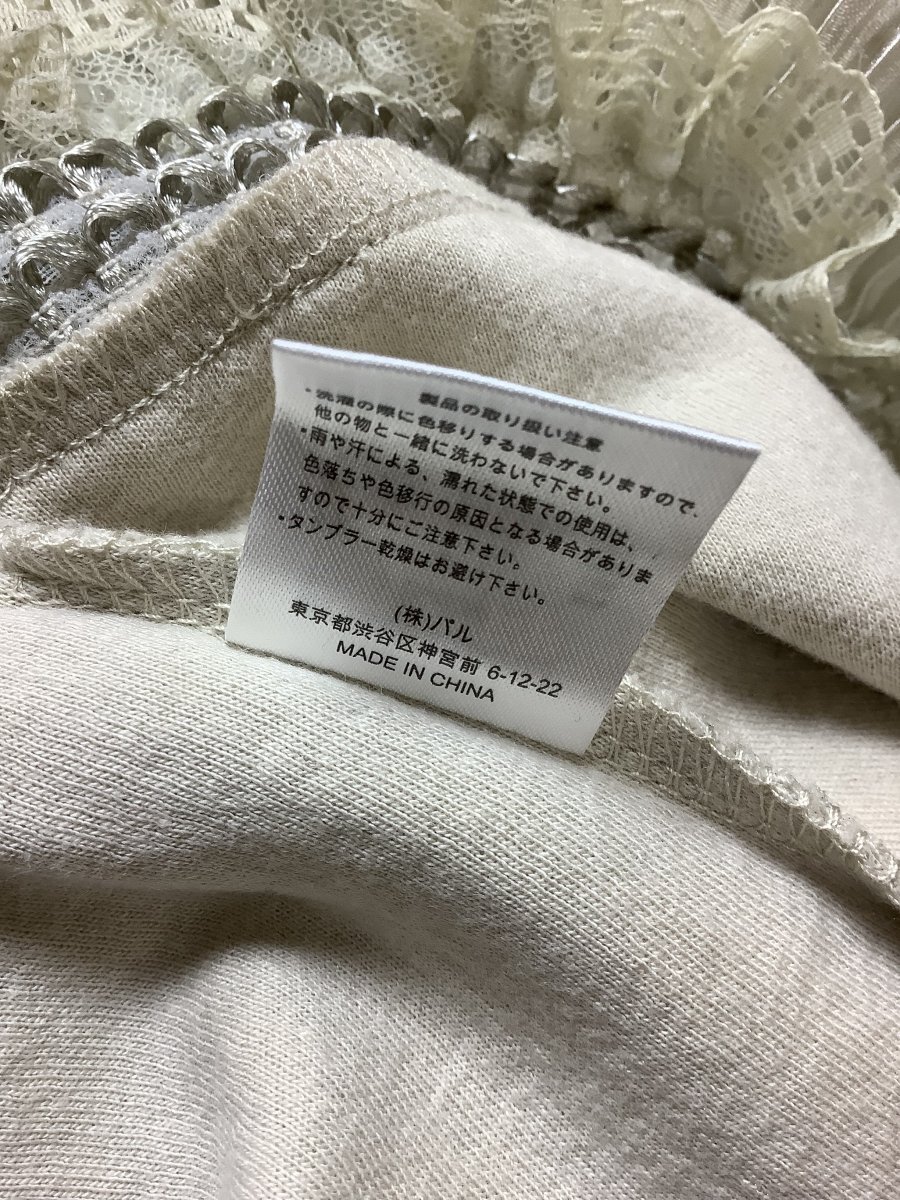 製品の取り扱い注意
・洗濯の際に色移りする場合がありますので、
他の物と一緒に洗わないで下さい。
・雨や汗による、濡れた状態での使用は、
色落ちや色移行の原因となる場合がありま
すので十分にご注意下さい。
・タンブラー乾燥はお避け下さい。
(株)パル
東京都渋谷区神宮前 6-12-22
MADE IN CHINA